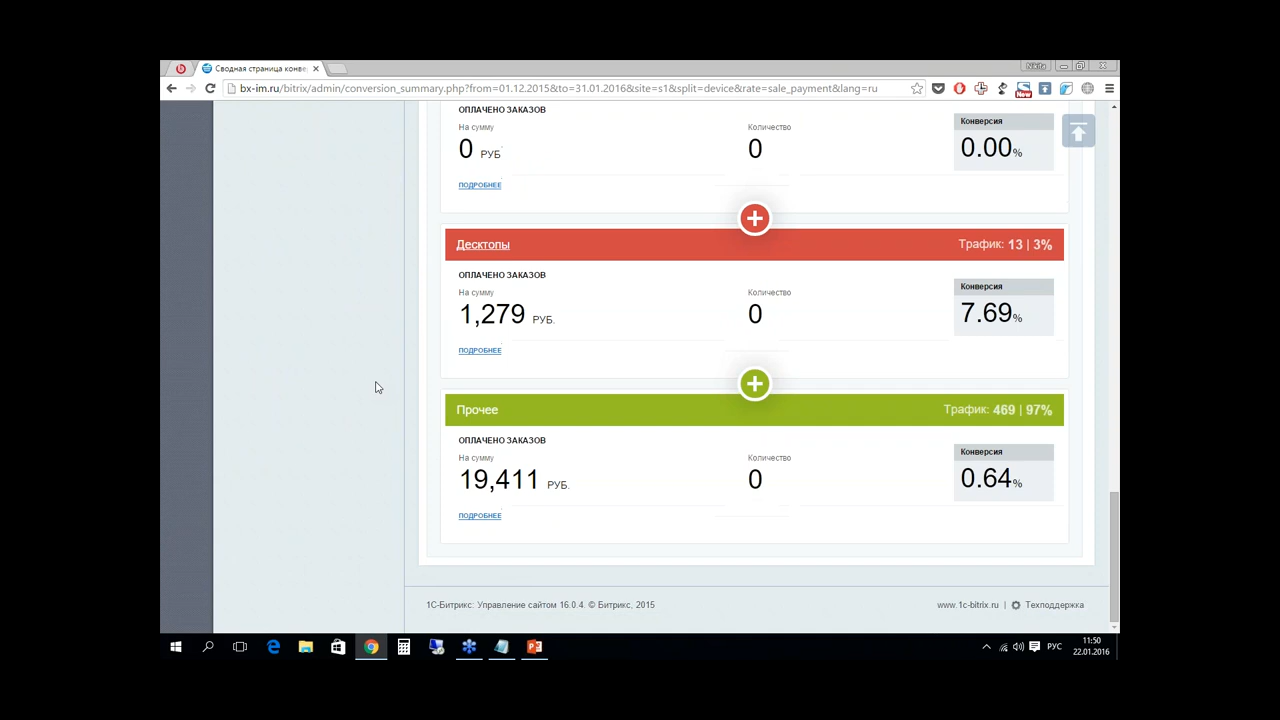 Сводная страница конве
Nikita
bx-im.ru/bitrix/admin/conversion_summary.php?from=01.12.2015&to=31.01.2016&site=s1&split=device&rate=sale_payment&lang=ru
New
ОПЛАЧЕНО ЗАКАЗОВ
На сумму
Количество
Конверсия
0 РУБ
0
0.00%
ПОДРОБНЕЕ
Десктопы
Трафик: 13 | 3%
ОПЛАЧЕНО ЗАКАЗОВ
На сумму
Количество
Конверсия
1,279 РУБ.
0
7.69%
ПОДРОБНЕЕ
Прочее
Трафик: 469 | 97%
ОПЛАЧЕНО ЗАКАЗОВ
На сумму
Количество
Конверсия
19,411 РУБ.
0
0.64%
ПОДРОБНЕЕ
1С-Битрикс: Управление сайтом 16.0.4. © Битрикс, 2015
www.1c-bitrix.ru | Техподдержка
РУС
11:50
22.01.2016